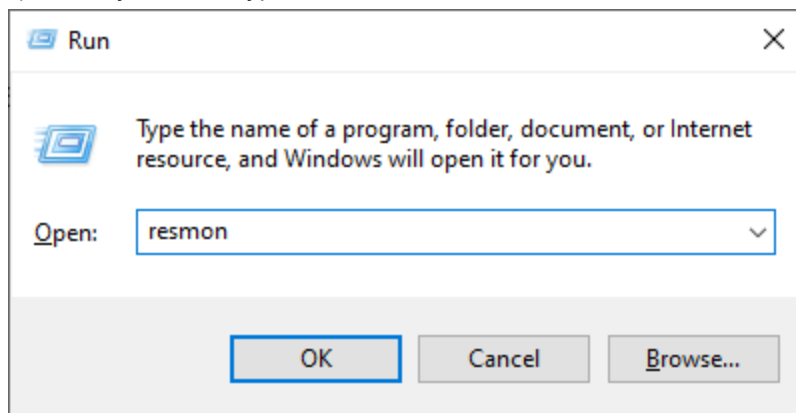 Run
Type the name of a program, folder, document, or Internet
resource, and Windows will open it for you.
Open: resmon
OK Cancel Browse...